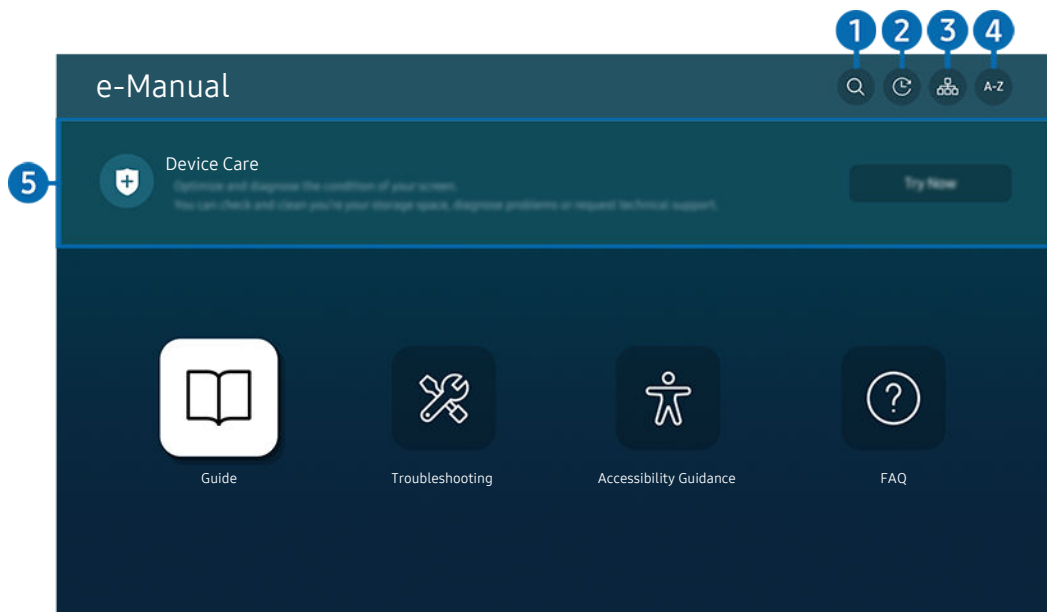 1 2 3 4
e-Manual
A-Z
5
Device Care
Optimize and diagnose the condition of your screen.
You can check and clean you're your storage space, diagnose problems or request technical support.
Try Now
Guide
Troubleshooting
Accessibility Guidance
FAQ